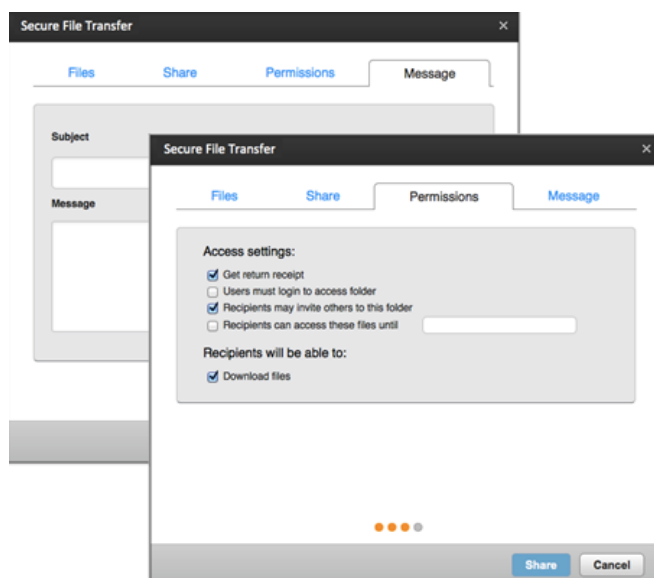 Secure File Transfer
Files Share Permissions Message
Subject
Message
Secure File Transfer
Files Share Permissions Message
Access settings:
Get return receipt
Users must login to access folder
Recipients may invite others to this folder
Recipients can access these files until
Recipients will be able to:
Download files
Share Cancel